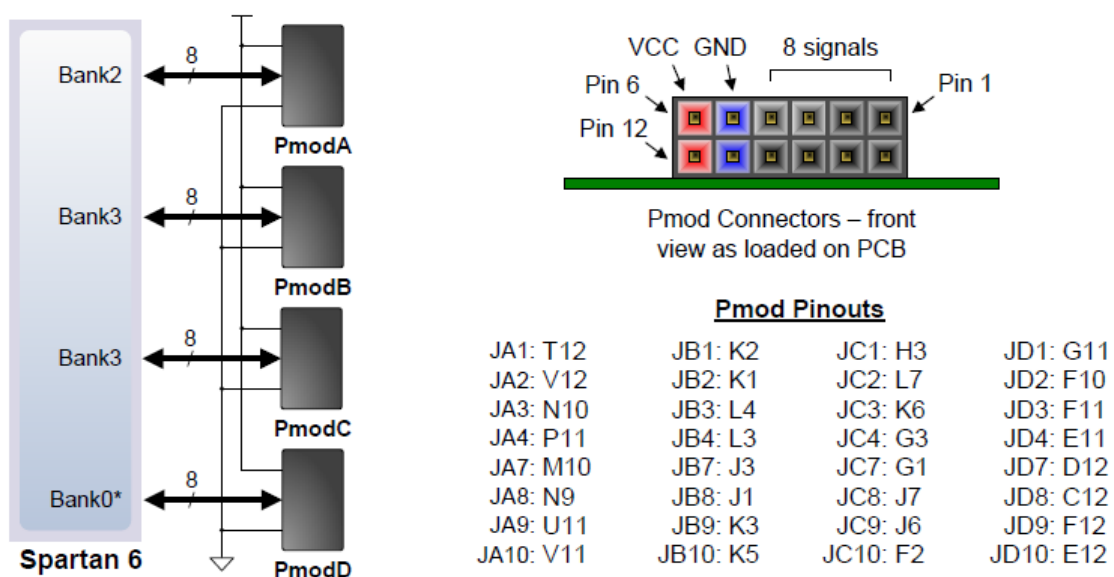 8
Bank2
PmodA
8
Bank3
PmodB
8
Bank3
PmodC
8
Bank0*
Spartan 6
PmodD
VCC GND 8 signals
Pin 6
Pin 1
Pin 12
Pmod Connectors – front
view as loaded on PCB
Pmod Pinouts
JA1: T12 JB1: K2 JC1: H3 JD1: G11
JA2: V12 JB2: K1 JC2: L7 JD2: F10
JA3: N10 JB3: L4 JC3: K6 JD3: F11
JA4: P11 JB4: L3 JC4: G3 JD4: E11
JA7: M10 JB7: J3 JC7: G1 JD7: D12
JA8: N9 JB8: J1 JC8: J7 JD8: C12
JA9: U11 JB9: K3 JC9: J6 JD9: F12
JA10: V11 JB10: K5 JC10: F2 JD10: E12